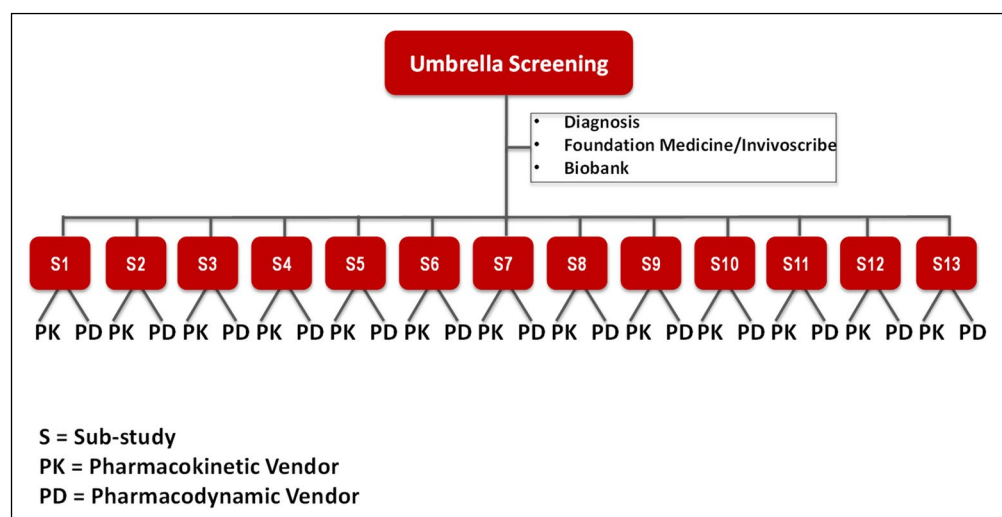 Umbrella Screening
• Diagnosis
• Foundation Medicine/Invivoscribe
• Biobank
S1 S2 S3 S4 S5 S6 S7 S8 S9 S10 S11 S12 S13
PK PD PK PD PK PD PK PD PK PD PK PD PK PD PK PD PK PD PK PD PK PD PK PD PK PD
S = Sub-study
PK = Pharmacokinetic Vendor
PD = Pharmacodynamic Vendor